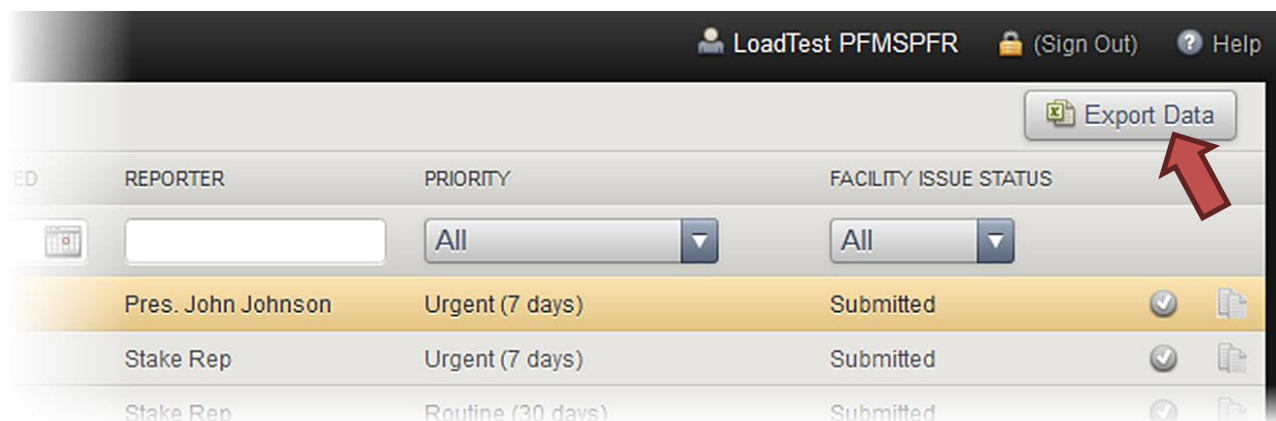 LoadTest PFMSPFR (Sign Out) Help
Export Data
ED REPORTER PRIORITY FACILITY ISSUE STATUS
All All
Pres. John Johnson Urgent (7 days) Submitted
Stake Rep Urgent (7 days) Submitted
Stake Rep Routine (30 days) Submitted